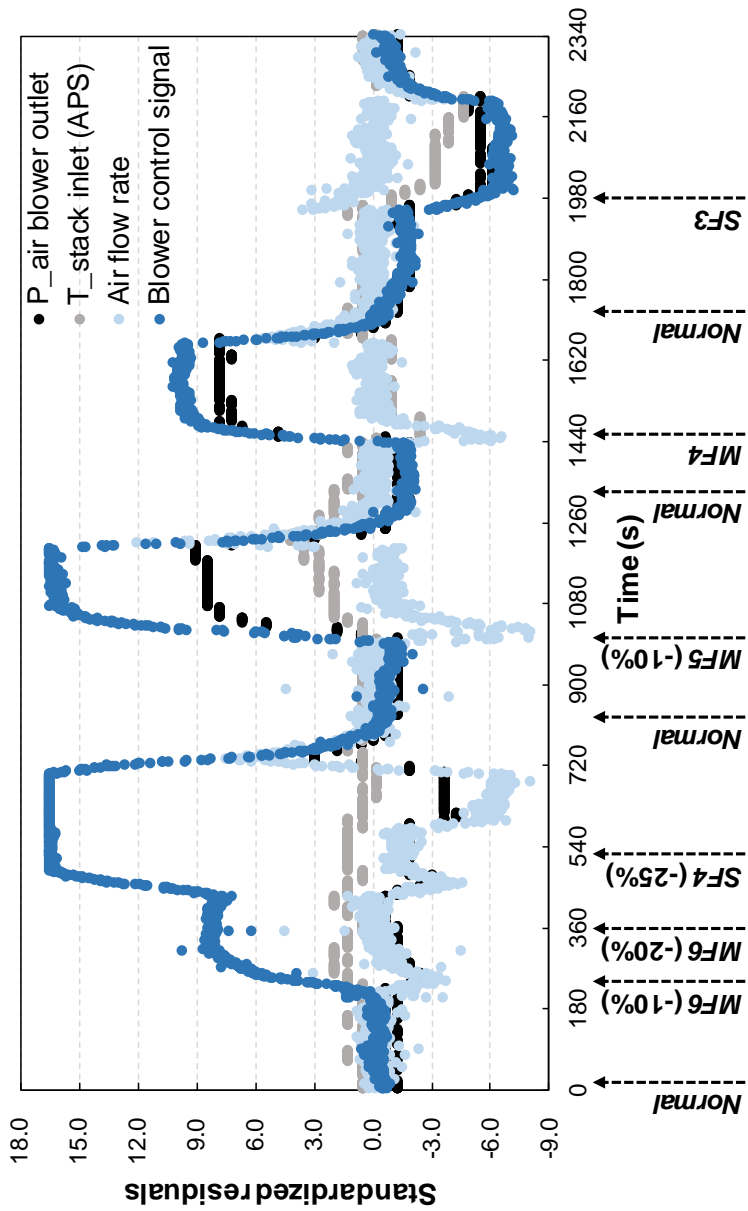 18.0
15.0
12.0
9.0
6.0
3.0
0.0
-3.0
-6.0
-9.0
Standardized residuals
P_air blower outlet
T_stack inlet (APS)
Air flow rate
Blower control signal
0
180
360
540
720
900
1080
1260
1440
1620
1800
1980
2160
2340
Time (s)
Normal
MF6 (-10%)
MF6 (-20%)
SF4 (-25%)
Normal
MF5 (-10%)
Normal
MF4
Normal
SF3